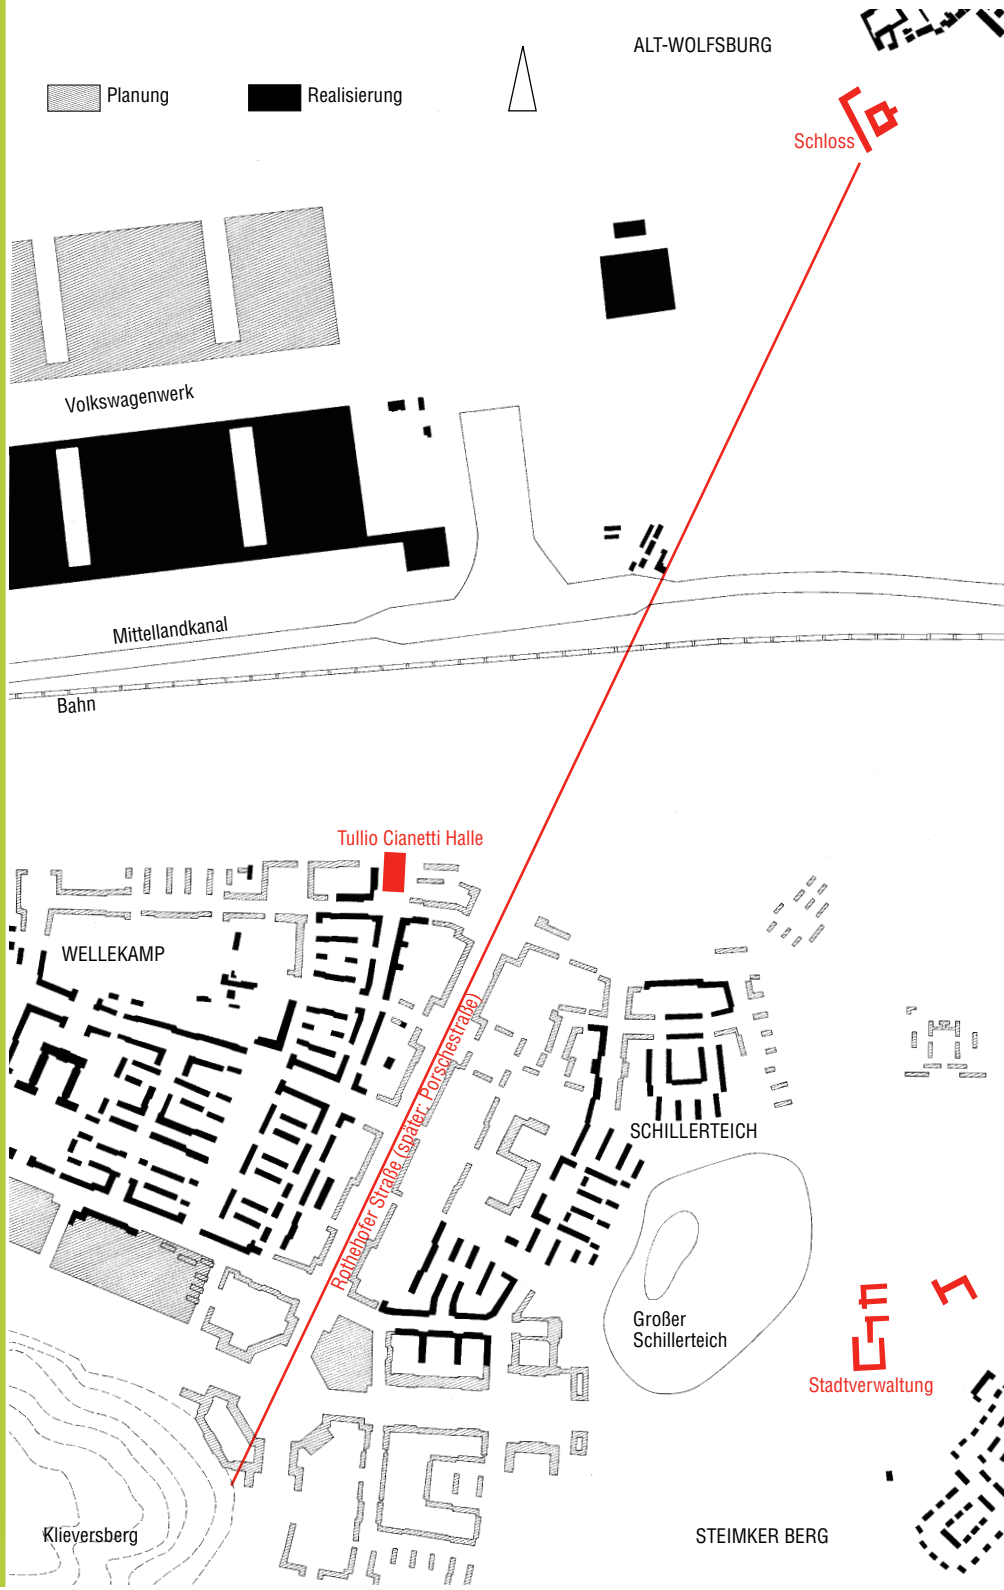 ALT-WOLFSBURG
Planung
Realisierung
Schloss
Volkswagenwerk
Mittellandkanal
Bahn
Tullio Cianetti Halle
WELLEKAMP
Rothehofer Straße (später: Porschestraße)
SCHILLERTEICH
Großer
Schillerteich
Stadtverwaltung
Klieversberg
STEIMKER BERG